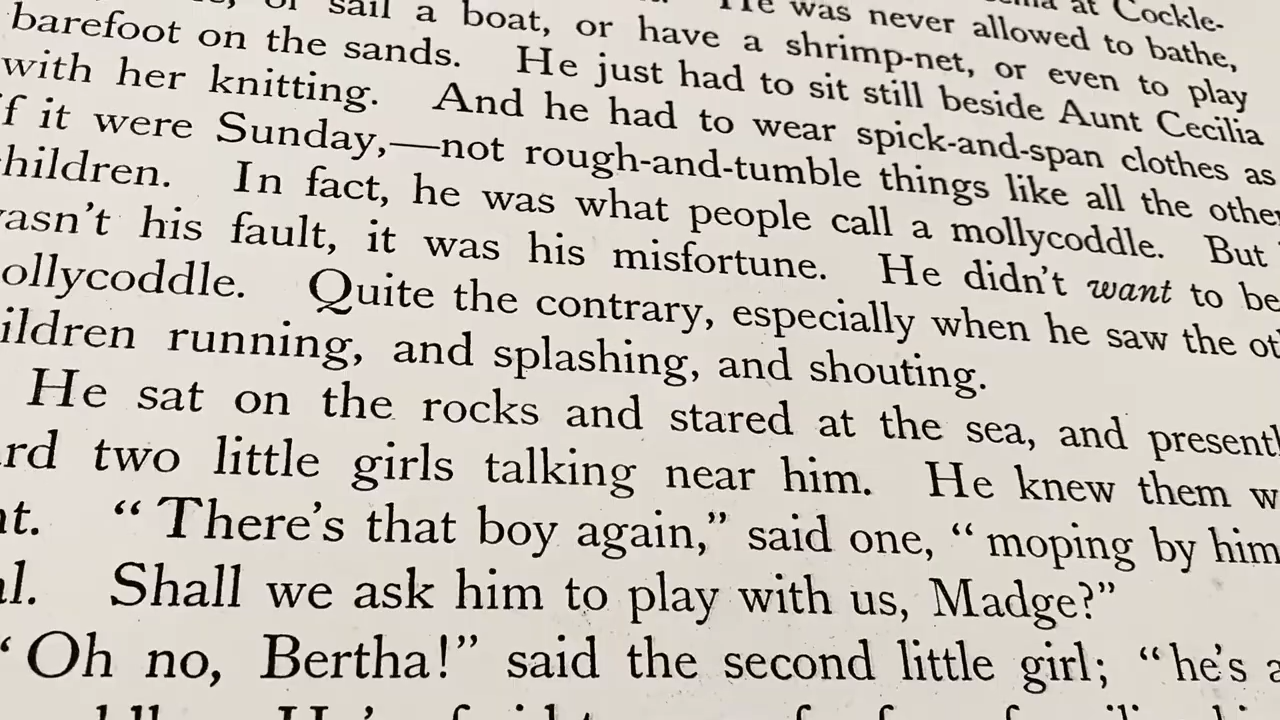 at Cockle-
He was never allowed to bathe,
or sail a boat, or have a shrimp-net, or even to play
barefoot on the sands. He just had to sit still beside Aunt Cecilia
with her knitting. And he had to wear spick-and-span clothes as
if it were Sunday,—not rough-and-tumble things like all the other
hildren. In fact, he was what people call a mollycoddle. But
asn't his fault, it was his misfortune. He didn't want to be
ollycoddle. Quite the contrary, especially when he saw the ot
ildren running, and splashing, and shouting.
He sat on the rocks and stared at the sea, and presentl
rd two little girls talking near him. He knew them w
t. “There's that boy again,” said one, “moping by him
l. Shall we ask him to play with us, Madge?”
“Oh no, Bertha!” said the second little girl; “he's a